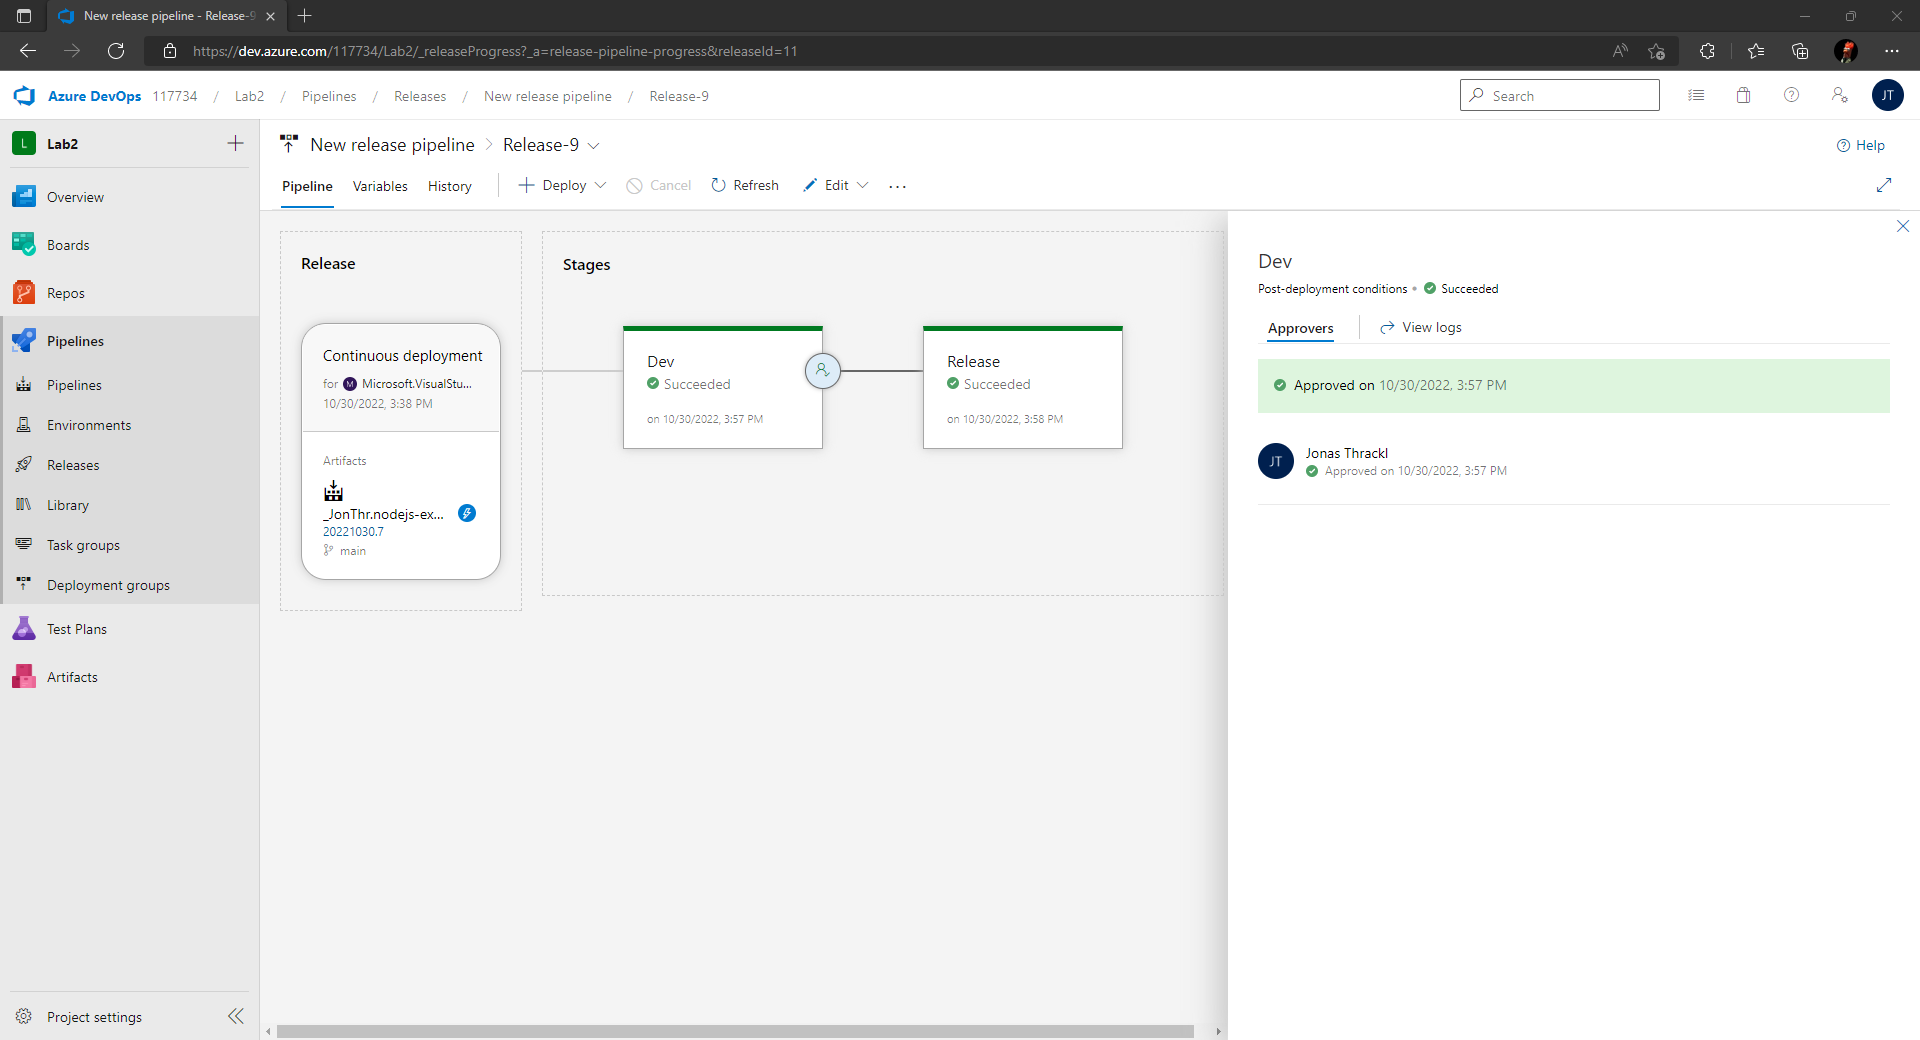 New release pipeline - Release-9
https://dev.azure.com/117734/Lab2/_releaseProgress?_a=release-pipeline-progress&releaseId=11
Azure DevOps 117734 / Lab2 / Pipelines / Releases / New release pipeline / Release-9
Search
JT
L Lab2
Overview
Boards
Repos
Pipelines
Pipelines
Environments
Releases
Library
Task groups
Deployment groups
Test Plans
Artifacts
Project settings
New release pipeline > Release-9
Help
Pipeline Variables History Deploy Cancel Refresh Edit ...
Release
Continuous deployment
for M Microsoft.VisualStu...
10/30/2022, 3:38 PM
Artifacts
_JonThr.nodejs-ex...
20221030.7
main
Stages
Dev
Succeeded
on 10/30/2022, 3:57 PM
Release
Succeeded
on 10/30/2022, 3:58 PM
Dev
Post-deployment conditions • Succeeded
Approvers View logs
Approved on 10/30/2022, 3:57 PM
JT
Jonas Thrackl
Approved on 10/30/2022, 3:57 PM